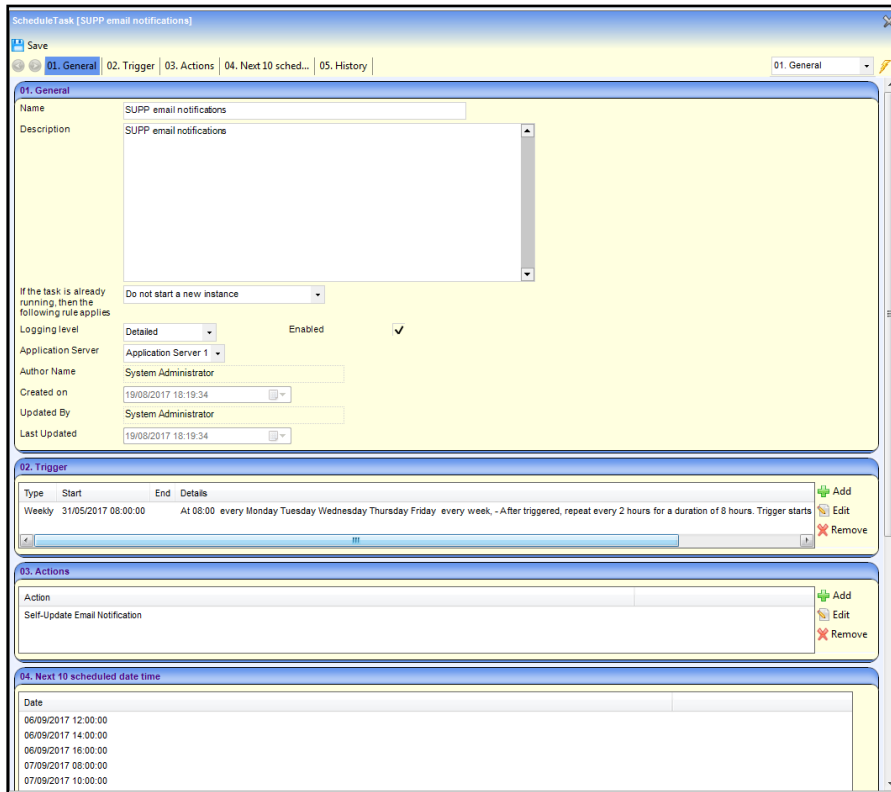 ScheduleTask [SUPP email notifications]
Save
01. General 02. Trigger 03. Actions 04. Next 10 sched... 05. History 01. General
01. General
Name SUPP email notifications
Description SUPP email notifications
If the task is already
running, then the
following rule applies
Do not start a new instance
Logging level Detailed Enabled
Application Server Application Server 1
Author Name System Administrator
Created on 19/08/2017 18:19:34
Updated By System Administrator
Last Updated 19/08/2017 18:19:34
02. Trigger
Type Start End Details
Weekly 31/05/2017 08:00:00 At 08:00 every Monday Tuesday Wednesday Thursday Friday every week, - After triggered, repeat every 2 hours for a duration of 8 hours. Trigger starts
Add
Edit
Remove
03. Actions
Action
Self-Update Email Notification
Add
Edit
Remove
04. Next 10 scheduled date time
Date
06/09/2017 12:00:00
06/09/2017 14:00:00
06/09/2017 16:00:00
07/09/2017 08:00:00
07/09/2017 10:00:00